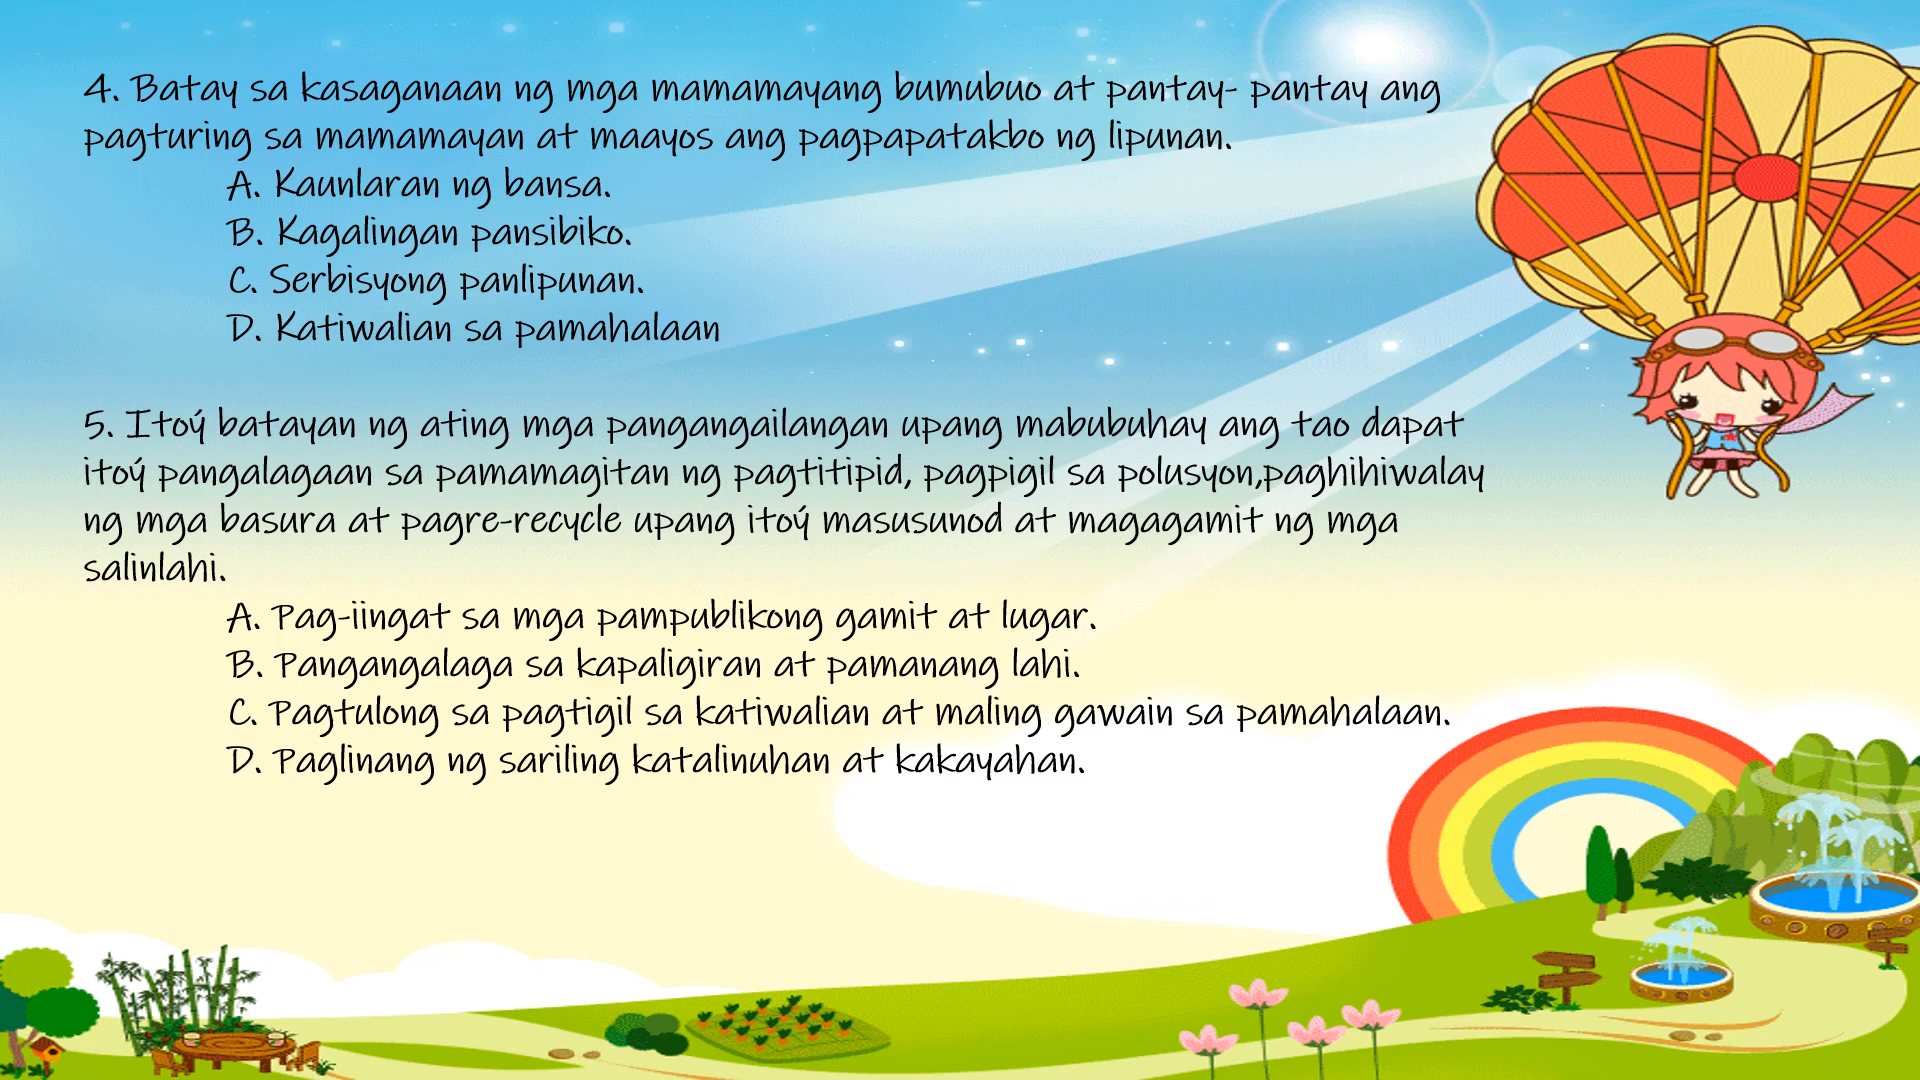 4. Batay sa kasaganaan ng mga mamamayang bumubuo at pantay- pantay ang
pagturing sa mamamayan at maayos ang pagpapatakbo ng lipunan.
A. Kaunlaran ng bansa.
B. Kagalingan pansibiko.
C. Serbisyong panlipunan.
D. Katiwalian sa pamahalaan
5. Itoý batayan ng ating mga pangangailangan upang mabubuhay ang tao dapat
itoý pangalagaan sa pamamagitan ng pagtitipid, pagpigil sa polusyon,paghihiwalay
ng mga basura at pagre-recycle upang itoý masusunod at magagamit ng mga
salinlahi.
A. Pag-iingat sa mga pampublikong gamit at lugar.
B. Pangangalaga sa kapaligiran at pamanang lahi.
C. Pagtulong sa pagtigil sa katiwalian at maling gawain sa pamahalaan.
D. Paglinang ng sariling katalinuhan at kakayahan.